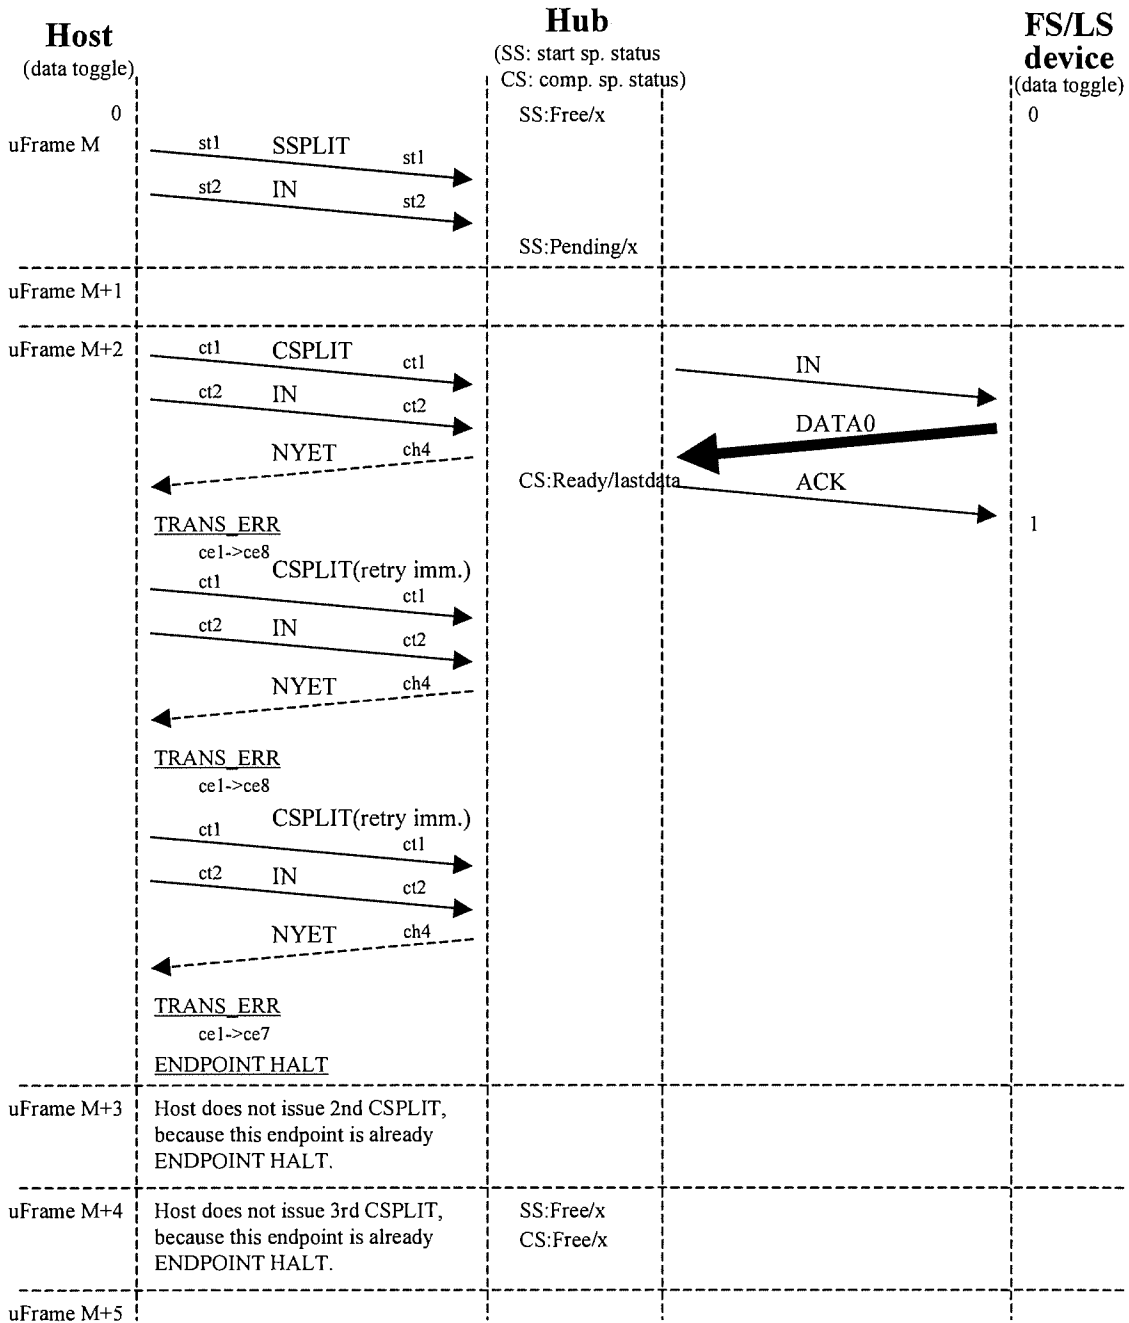 Host
(data toggle)
Hub
(SS: start sp. status
CS: comp. sp. status)
FS/LS
device
(data toggle)
0
SS:Free/x
0
uFrame M
st1
SSPLIT
st1
st2
IN
st2
SS:Pending/x
uFrame M+1
uFrame M+2
ct1
CSPLIT
ct1
IN
ct2
IN
ct2
DATA0
NYET
ch4
CS:Ready/lastdata
ACK
TRANS_ERR
1
ce1->ce8
CSPLIT(retry imm.)
ct1
ct1
ct2
IN
ct2
NYET
ch4
TRANS_ERR
ce1->ce8
CSPLIT(retry imm.)
ct1
ct1
ct2
IN
ct2
NYET
ch4
TRANS_ERR
ce1->ce7
ENDPOINT HALT
uFrame M+3
Host does not issue 2nd CSPLIT,
because this endpoint is already
ENDPOINT HALT.
uFrame M+4
Host does not issue 3rd CSPLIT,
because this endpoint is already
ENDPOINT HALT.
SS:Free/x
CS:Free/x
uFrame M+5